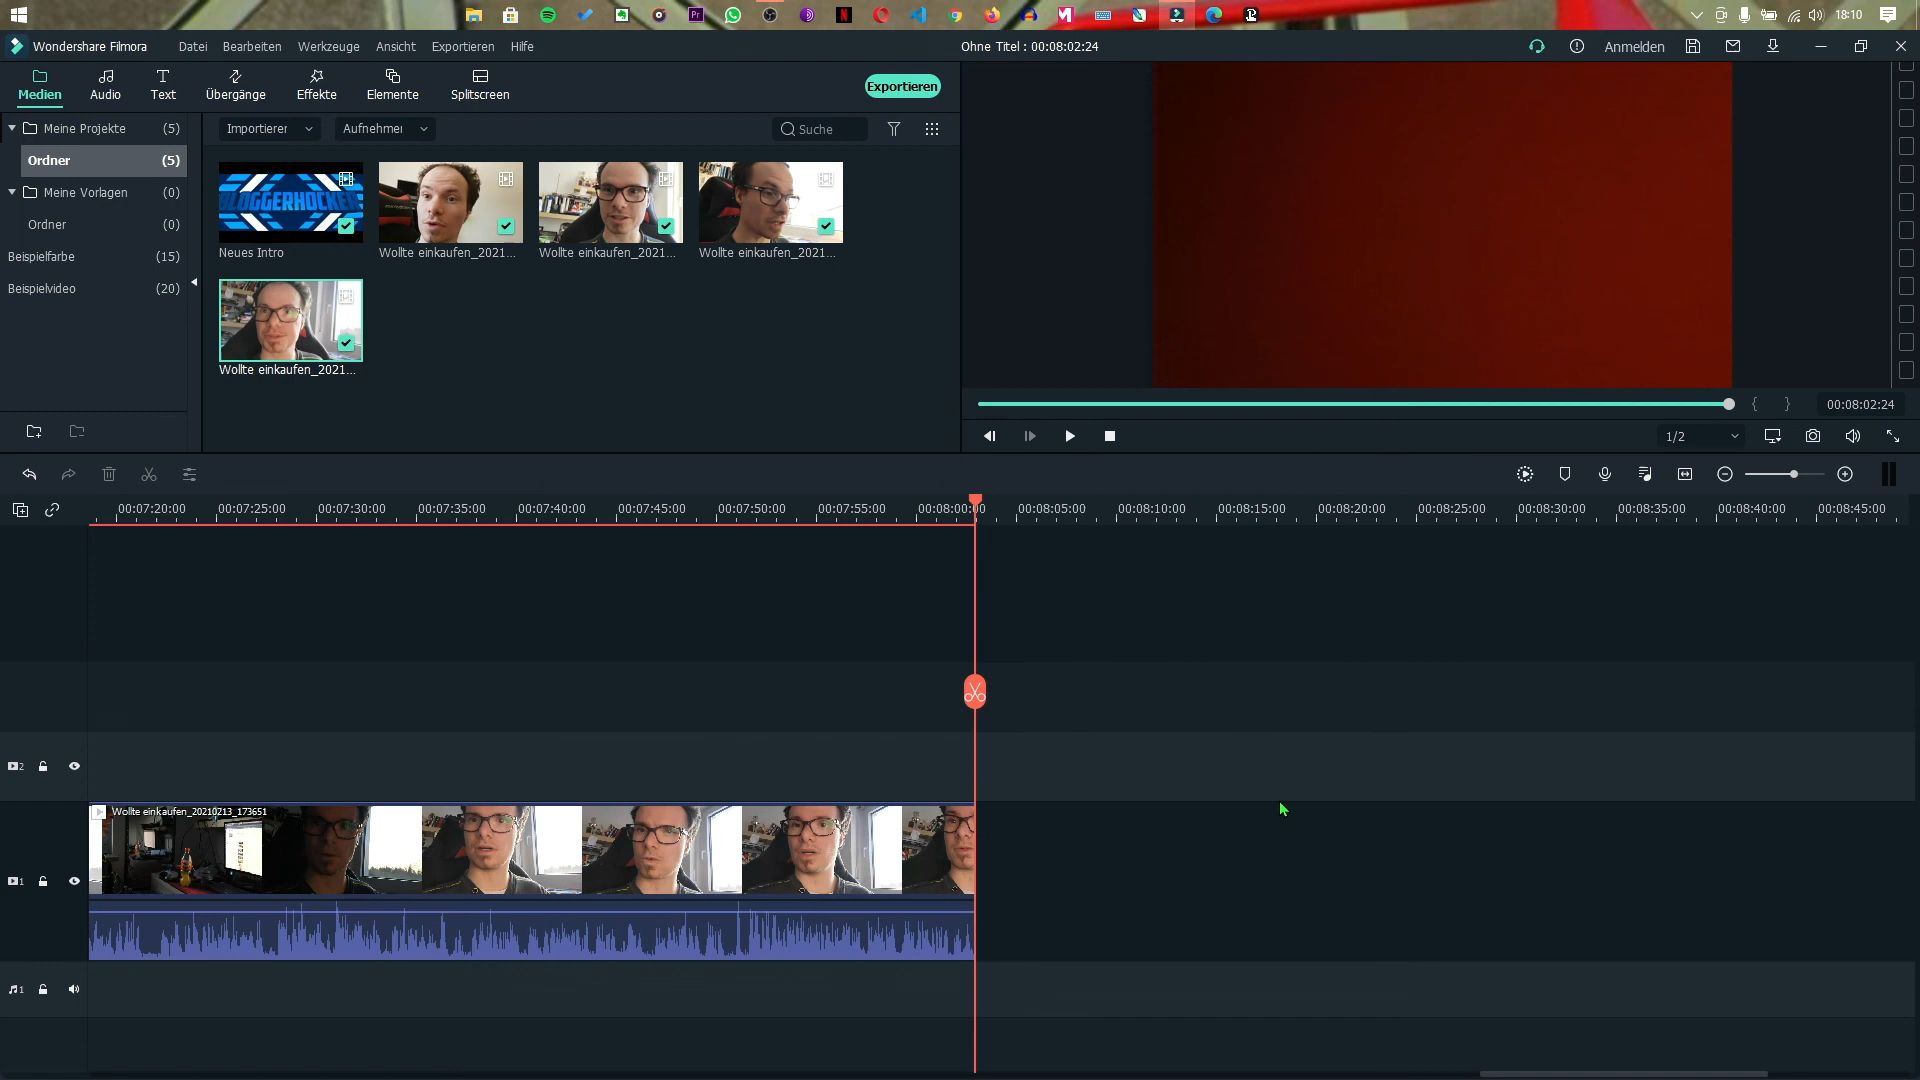 18:10
Wondershare Filmora
Datei
Bearbeiten
Werkzeuge
Ansicht
Exportieren
Hilfe
Ohne Titel : 00:08:02:24
Anmelden
Medien
Audio
Text
Übergänge
Effekte
Elemente
Splitscreen
Exportieren
Meine Projekte (5)
Ordner (5)
Meine Vorlagen (0)
Ordner (0)
Beispielfarbe (15)
Beispielvideo (20)
Importierer
Aufnehmer
Suche
BLOGGERHOCKER
Neues Intro
Wollte einkaufen_2021...
Wollte einkaufen_2021...
Wollte einkaufen_2021...
Wollte einkaufen_2021...
{ } 00:08:02:24
1/2
00:07:20:00 00:07:25:00 00:07:30:00 00:07:35:00 00:07:40:00 00:07:45:00 00:07:50:00 00:07:55:00 00:08:00:00 00:08:05:00 00:08:10:00 00:08:15:00 00:08:20:00 00:08:25:00 00:08:30:00 00:08:35:00 00:08:40:00 00:08:45:00
2
Wollte einkaufen_20210213_173651
1
1